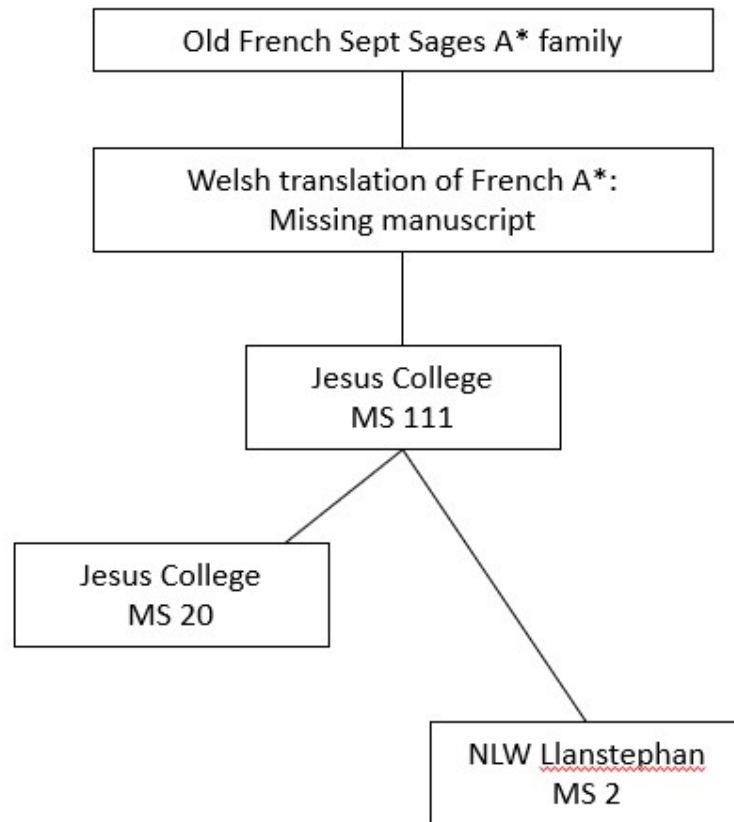 Old French Sept Sages A* family
Welsh translation of French A*:
Missing manuscript
Jesus College
MS 111
Jesus College
MS 20
NLW Llanstephan
MS 2